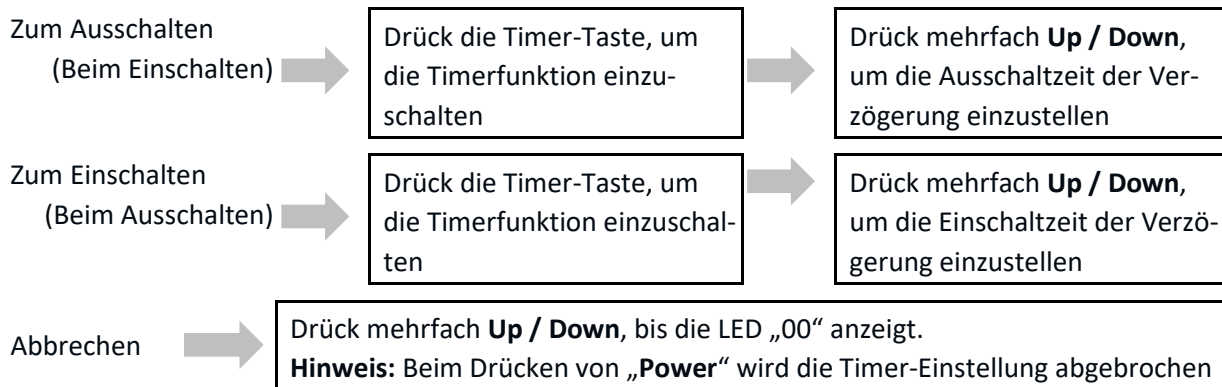 Zum Ausschalten
(Beim Einschalten)
Drück die Timer-Taste, um
die Timerfunktion einzu-
schalten
Drück mehrfach Up / Down,
um die Ausschaltzeit der Ver-
zögerung einzustellen
Zum Einschalten
(Beim Ausschalten)
Drück die Timer-Taste, um
die Timerfunktion einzuschal-
ten
Drück mehrfach Up / Down,
um die Einschaltzeit der Verzö-
gerung einzustellen
Abbrechen
Drück mehrfach Up / Down, bis die LED „00“ anzeigt.
Hinweis: Beim Drücken von „Power“ wird die Timer-Einstellung abgebrochen